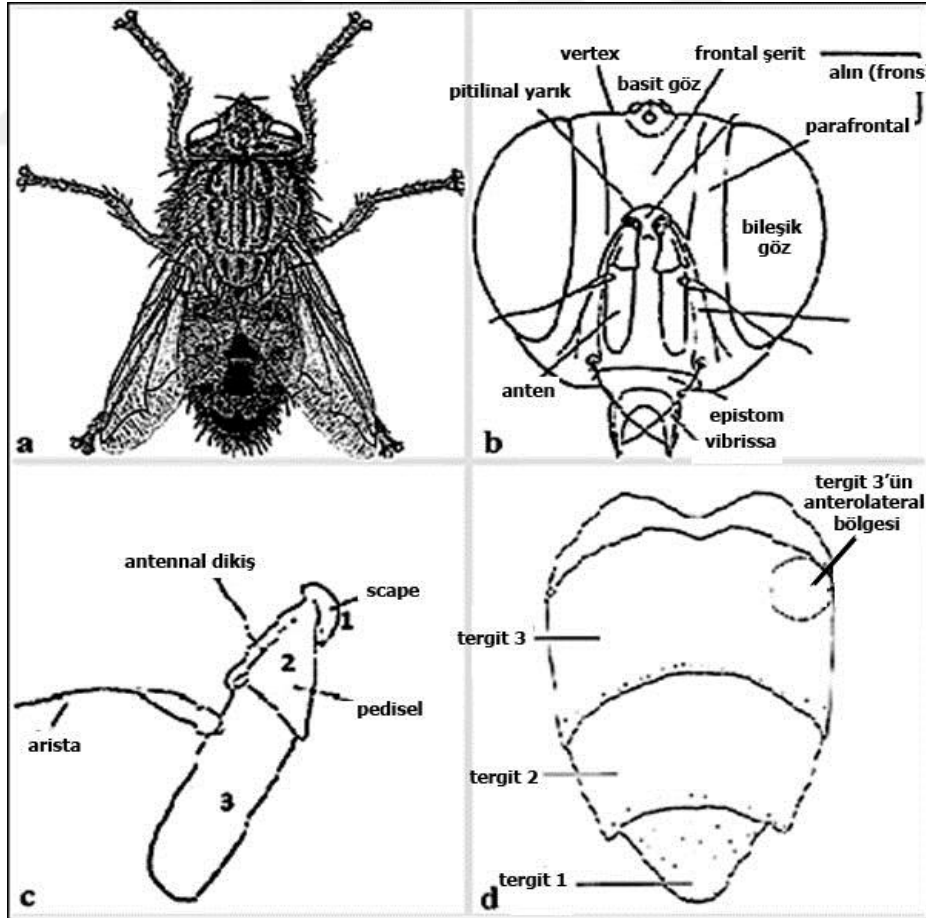 vertex
frontal şerit
basit göz
alın (frons)
pitilinal yarık
parafrontal
bileşik
göz
anten
epistom
vibrissa
a
b
tergit 3'ün
anterolateral
bölgesi
antennal dikiş
scape
1
2
tergit 3
pedisel
arista
3
tergit 2
tergit 1
c
d